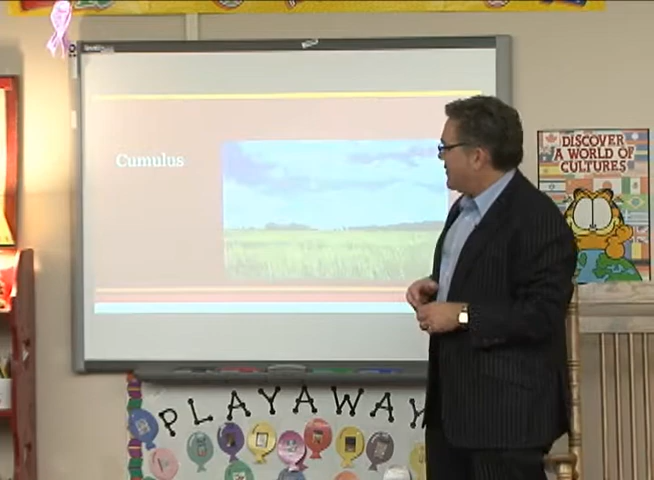 Cumulus
DISCOVER
A WORLD OF
CULTURES
PLAYAWAY